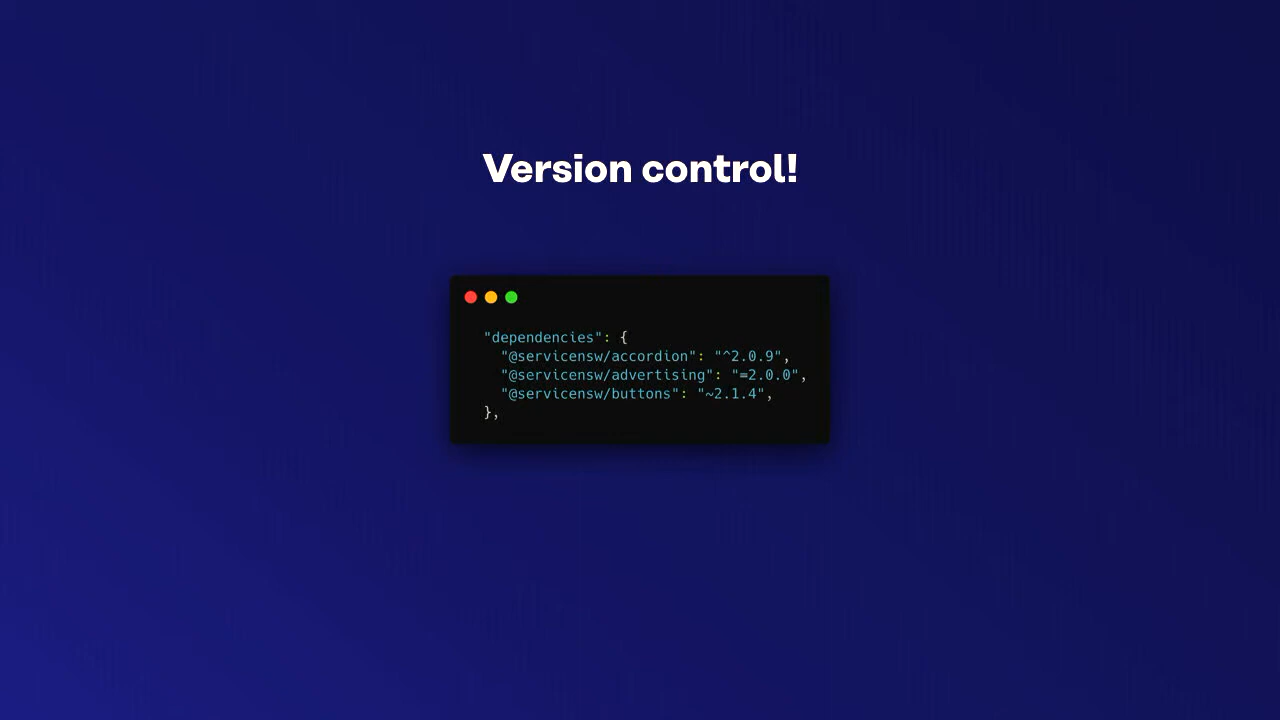 Version control!
"dependencies": {
"@servicensw/accordion": "^2.0.9",
"@servicensw/advertising": "=2.0.0",
"@servicensw/buttons": "~2.1.4",
},